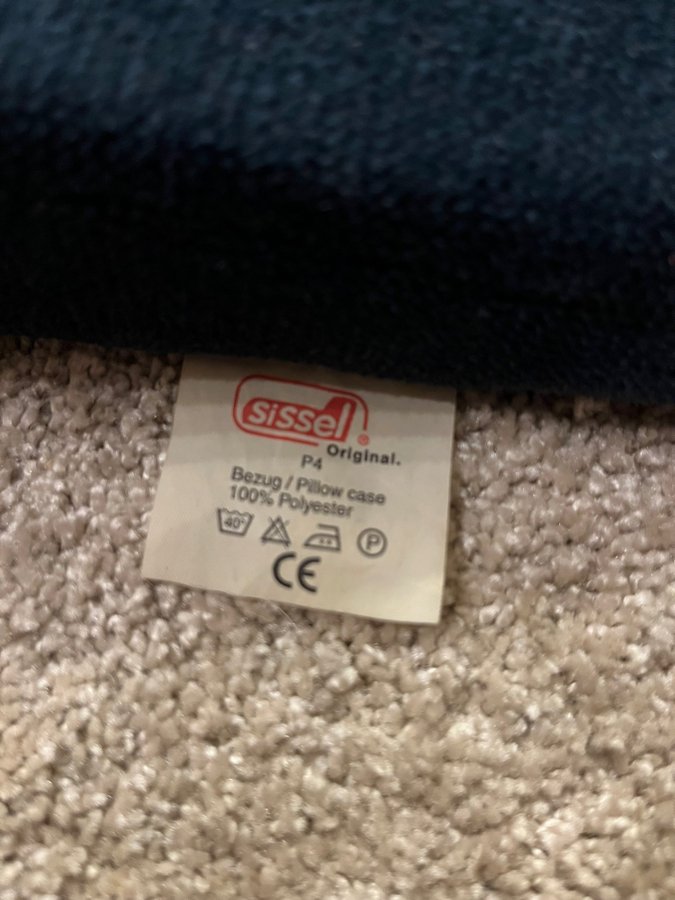 sissel®
Original.
P4
Bezug / Pillow case
100% Polyester
40° P
CE